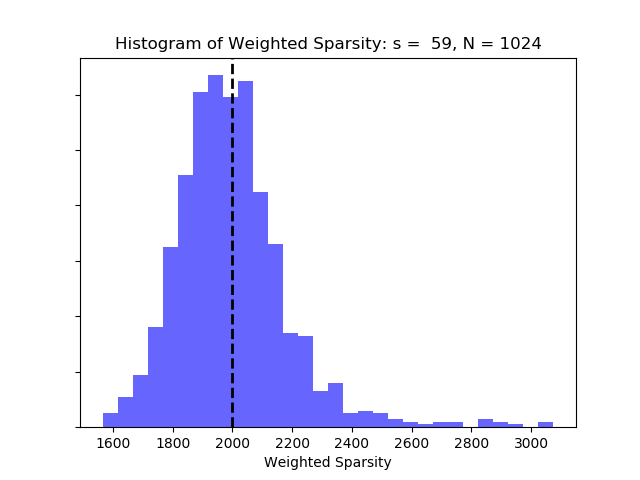 Histogram of Weighted Sparsity: s =  59, N = 1024
1600 1800 2000 2200 2400 2600 2800 3000
Weighted Sparsity